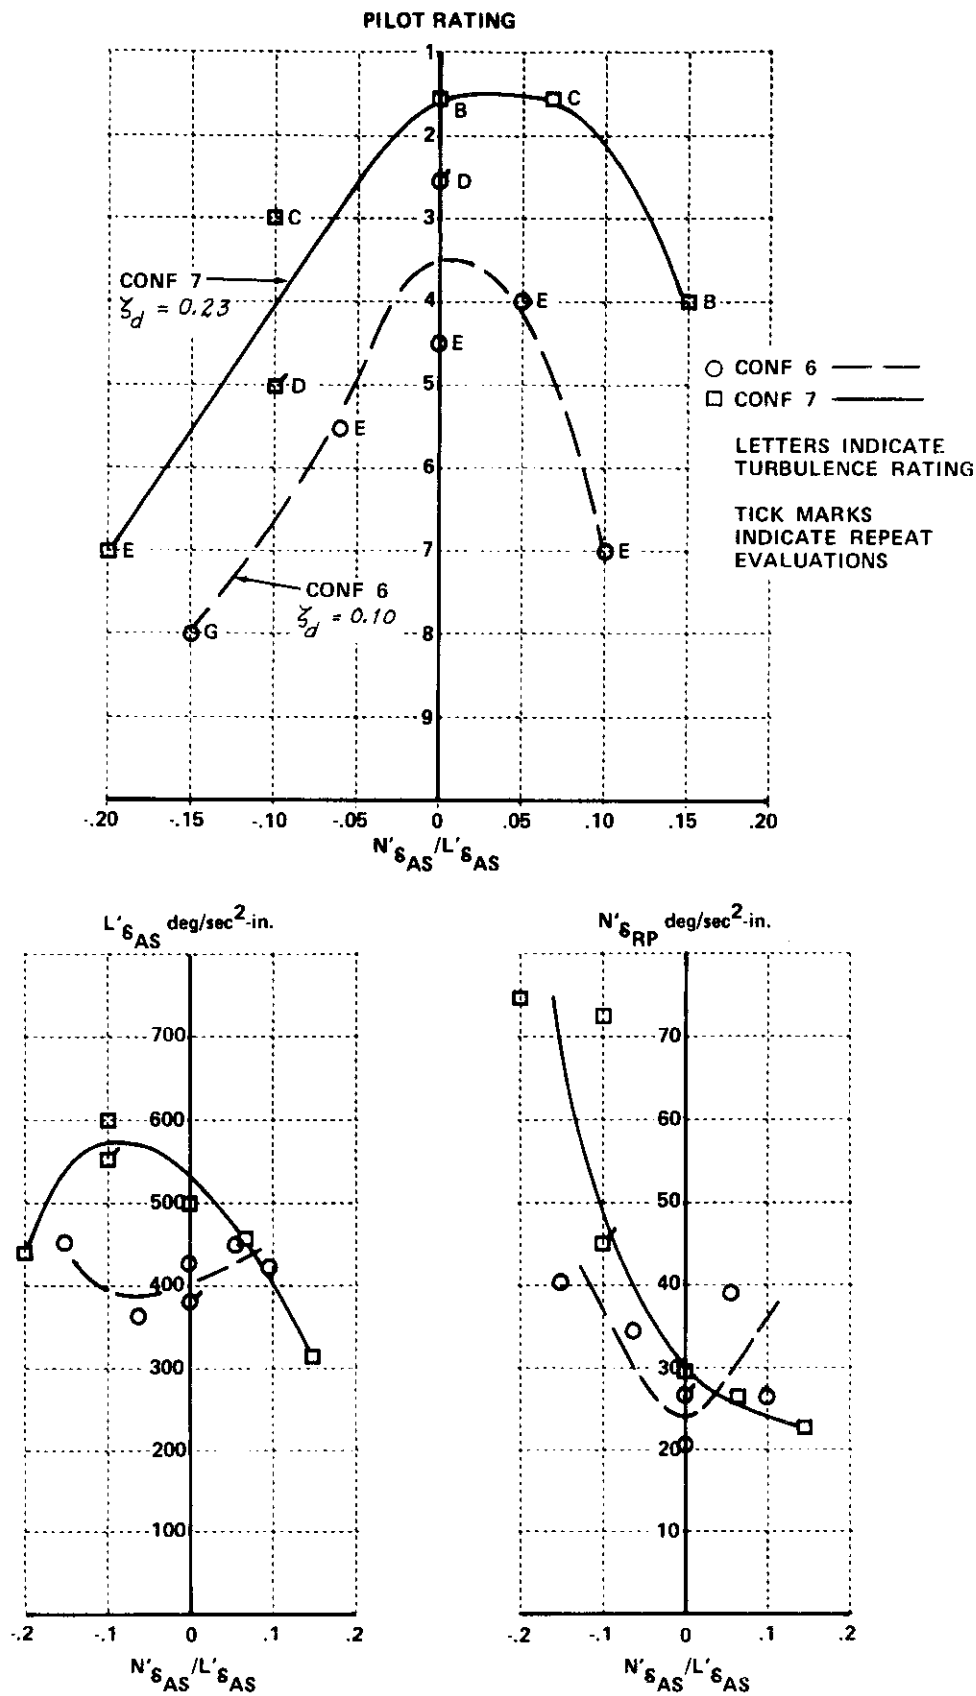 PILOT RATING
1
2
3
4
5
6
7
8
9
B
C
D
C
CONF 7
ζd = 0.23
E
B
E
D
E
E
E
CONF 6
ζd = 0.10
G
CONF 6
CONF 7
LETTERS INDICATE
TURBULENCE RATING
TICK MARKS
INDICATE REPEAT
EVALUATIONS
-.20 -.15 -.10 -.05 0 .05 0.10 0.15 .20
N'δAS/L'δAS
L'δAS deg/sec²-in.
700
600
500
400
300
200
100
-.2 -.1 0 .1 .2
N'δAS/L'δAS
N'δRP deg/sec²-in.
70
60
50
40
30
20
10
-.2 -.1 0 .1 .2
N'δAS/L'δAS